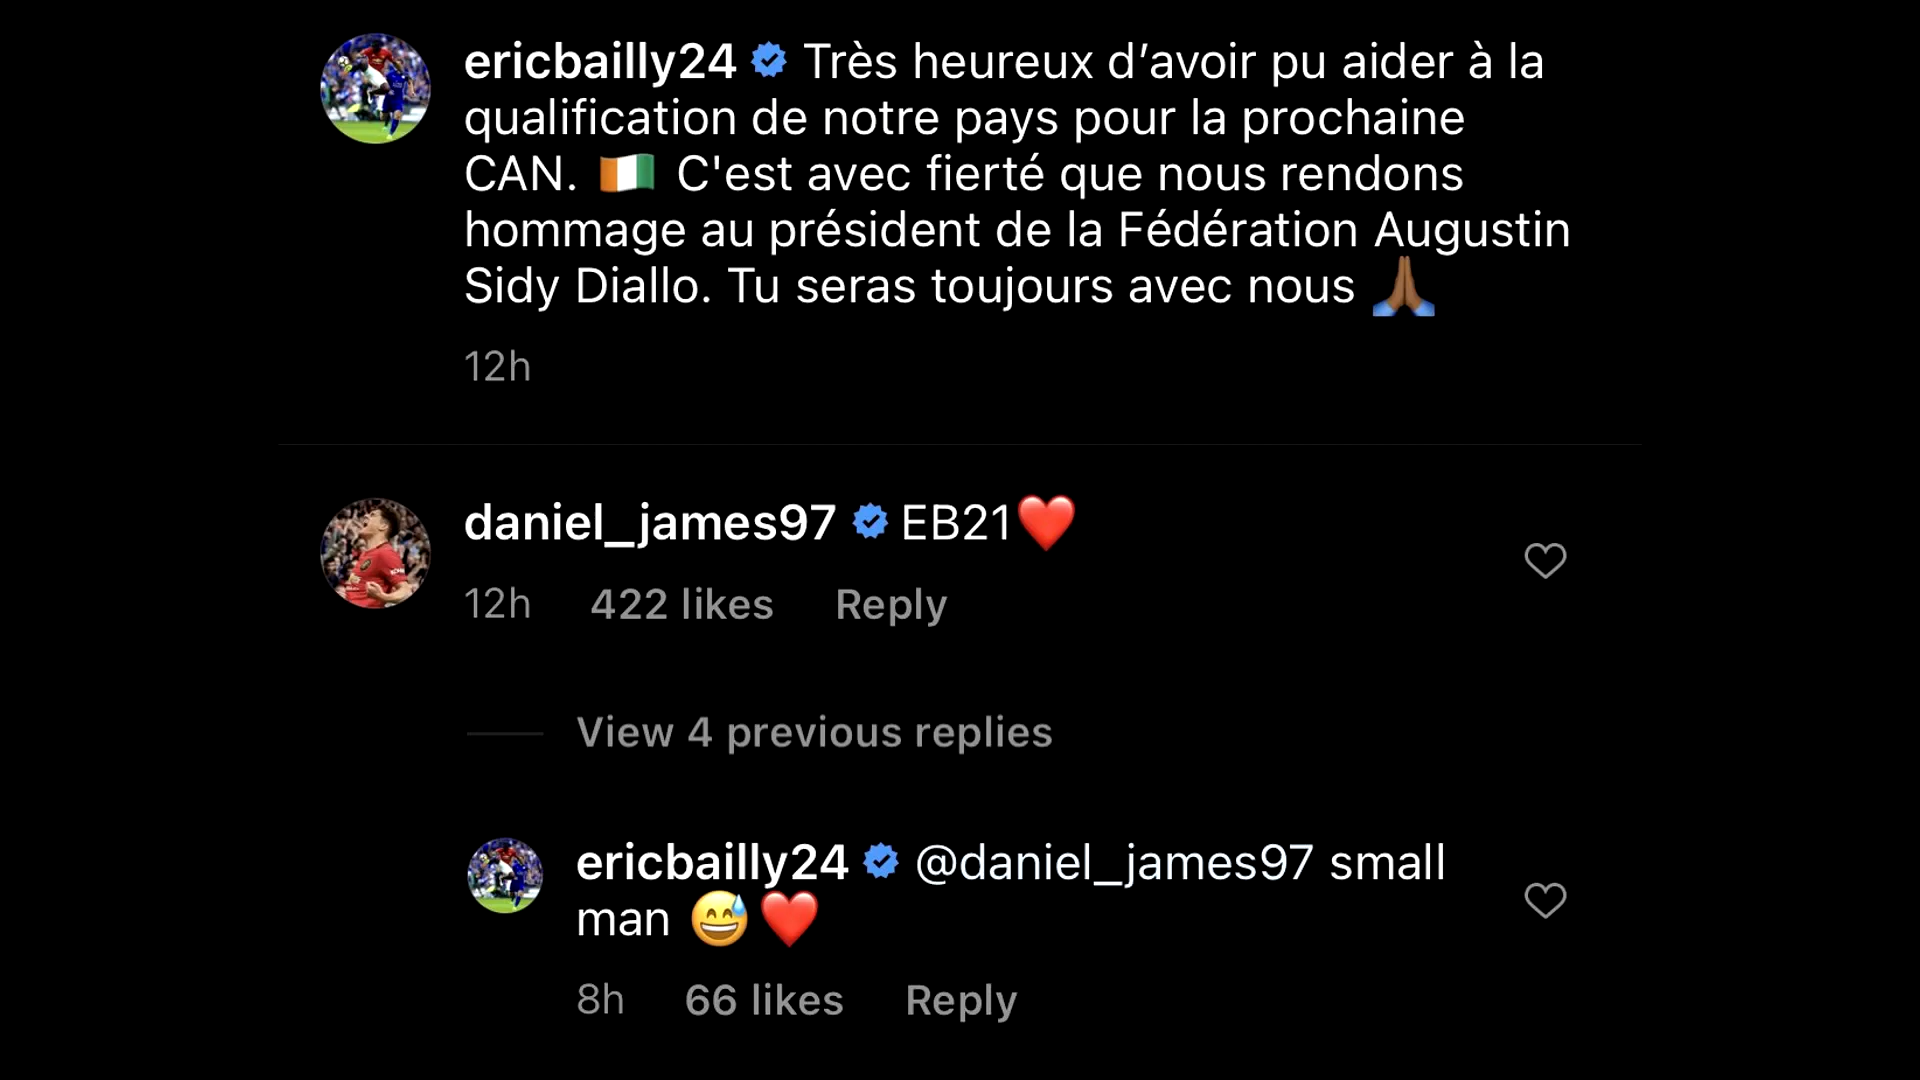 ericbailly24 Très heureux d’avoir pu aider à la
qualification de notre pays pour la prochaine
CAN. 🇨🇮 C'est avec fierté que nous rendons
hommage au président de la Fédération Augustin
Sidy Diallo. Tu seras toujours avec nous 🙏🏾
12h
daniel_james97 EB21❤️
12h 422 likes Reply
View 4 previous replies
ericbailly24 @daniel_james97 small
man 😅❤️
8h 66 likes Reply